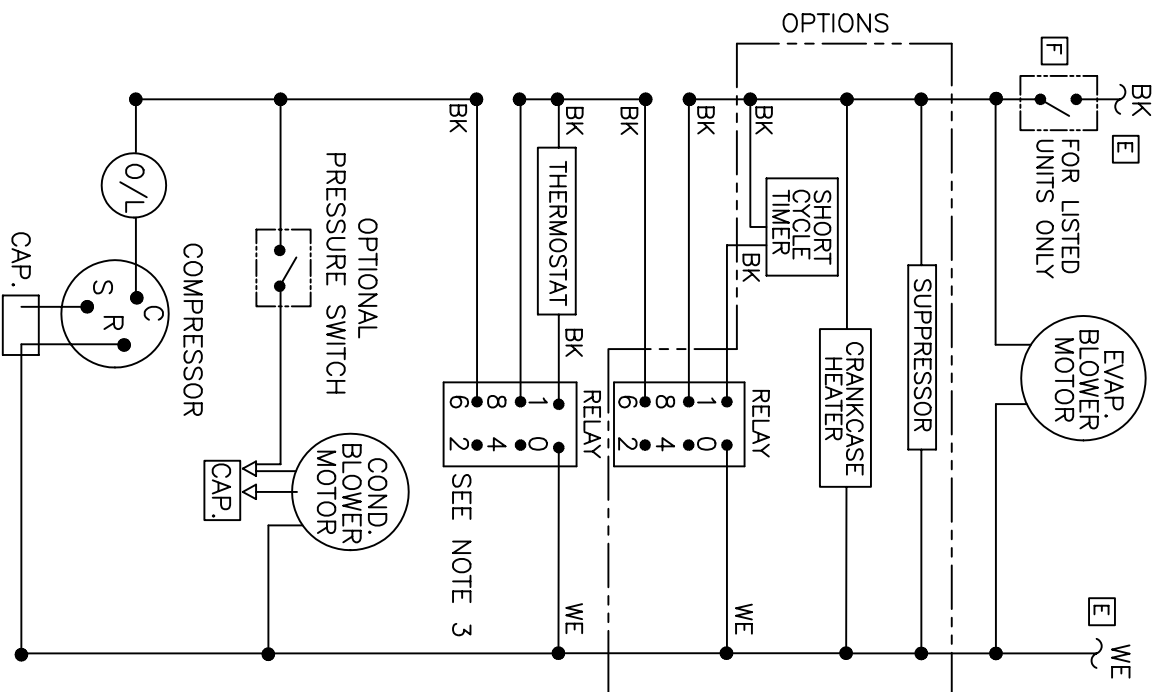 OPTIONS
BK
E
F
FOR LISTED
UNITS ONLY
EVAP.
BLOWER
MOTOR
E
WE
SUPPRESSOR
CRANKCASE
HEATER
SHORT
CYCLE
TIMER
BK
BK
BK
RELAY
1 0
8 4
6 2
WE
BK
BK
THERMOSTAT
BK
RELAY
1 0
8 4
6 2
WE
BK
SEE NOTE 3
OPTIONAL
PRESSURE SWITCH
COND.
BLOWER
MOTOR
CAP.
COMPRESSOR
O/L
C
S
R
CAP.